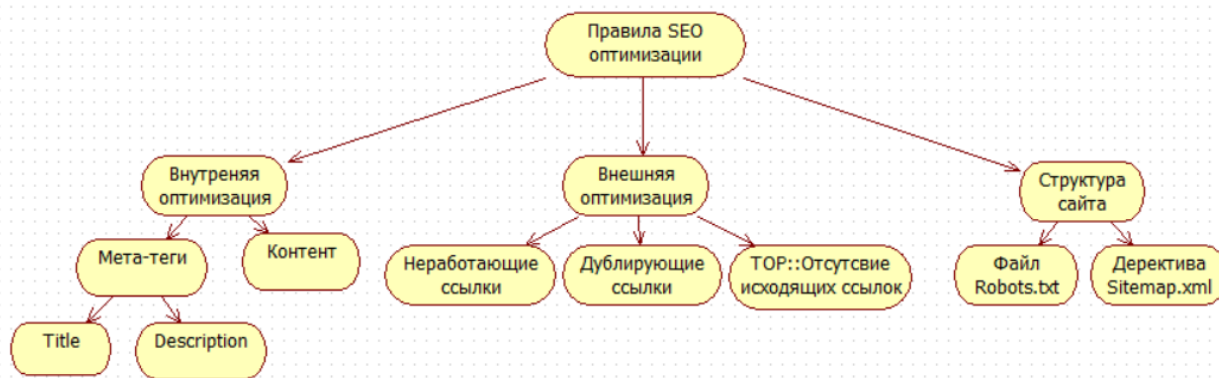 Правила SEO
оптимизации
Внутреняя
оптимизация
Внешняя
оптимизация
Структура
сайта
Мета-теги
Контент
Неработающие
ссылки
Дублирующие
ссылки
TOP::Отсутсвие
исходящих ссылок
Файл
Robots.txt
Деректива
Sitemap.xml
Title
Description